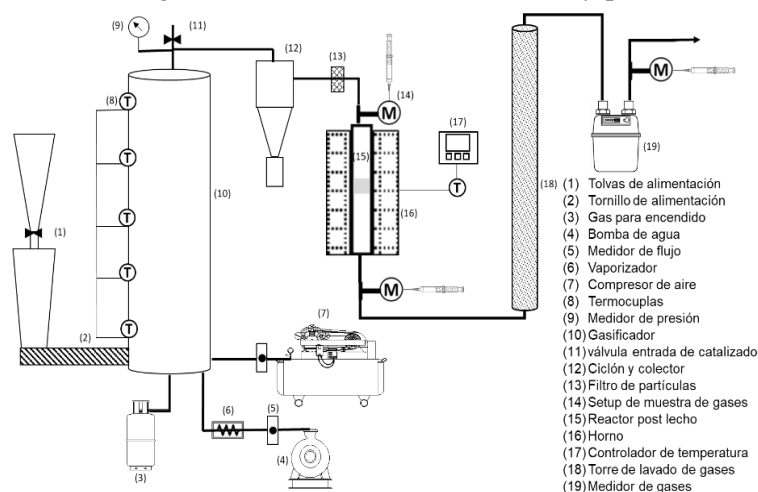 (9)
(11)
(12)
(13)
(8)
T
M
(14)
(17)
T
(15)
(10)
M
(19)
T
(1)
T
(16)
(18)
T
M
(2)
T
(7)
(6)
(5)
(3)
(4)
(1) Tolvas de alimentación
(2) Tornillo de alimentación
(3) Gas para encendido
(4) Bomba de agua
(5) Medidor de flujo
(6) Vaporizador
(7) Compresor de aire
(8) Termocuplas
(9) Medidor de presión
(10) Gasificador
(11) válvula entrada de catalizado
(12) Ciclón y colector
(13) Filtro de partículas
(14) Setup de muestra de gases
(15) Reactor post lecho
(16) Horno
(17) Controlador de temperatura
(18) Torre de lavado de gases
(19) Medidor de gases